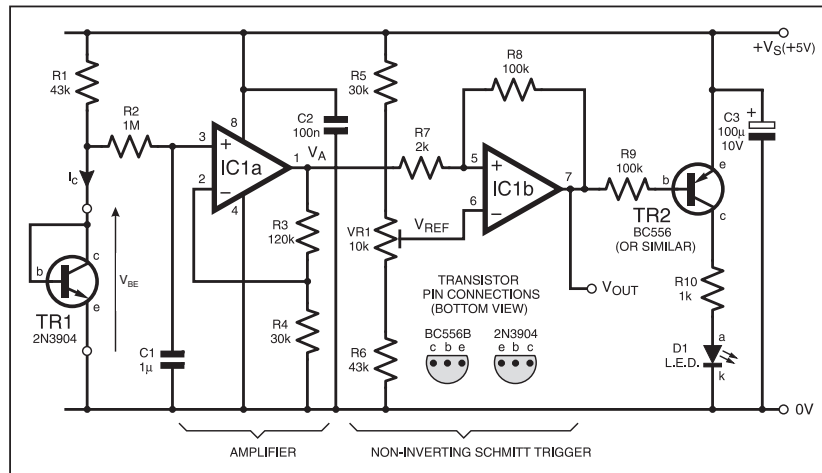 +VS(+5V)
R1
43k
R2
1M
IC
b
c
e
VBE
TR1
2N3904
C1
1µ
3
2
8
4
1
+
−
IC1a
VA
C2
100n
R3
120k
R4
30k
R5
30k
VR1
10k
R6
43k
VREF
R7
2k
R8
100k
5
6
7
+
−
IC1b
VOUT
R9
100k
b
e
c
TR2
BC556
(OR SIMILAR)
+
C3
100µ
10V
R10
1k
a
D1
L.E.D.
k
TRANSISTOR
PIN CONNECTIONS
(BOTTOM VIEW)
BC556B
c b e
2N3904
e b c
0V
AMPLIFIER
NON-INVERTING SCHMITT TRIGGER